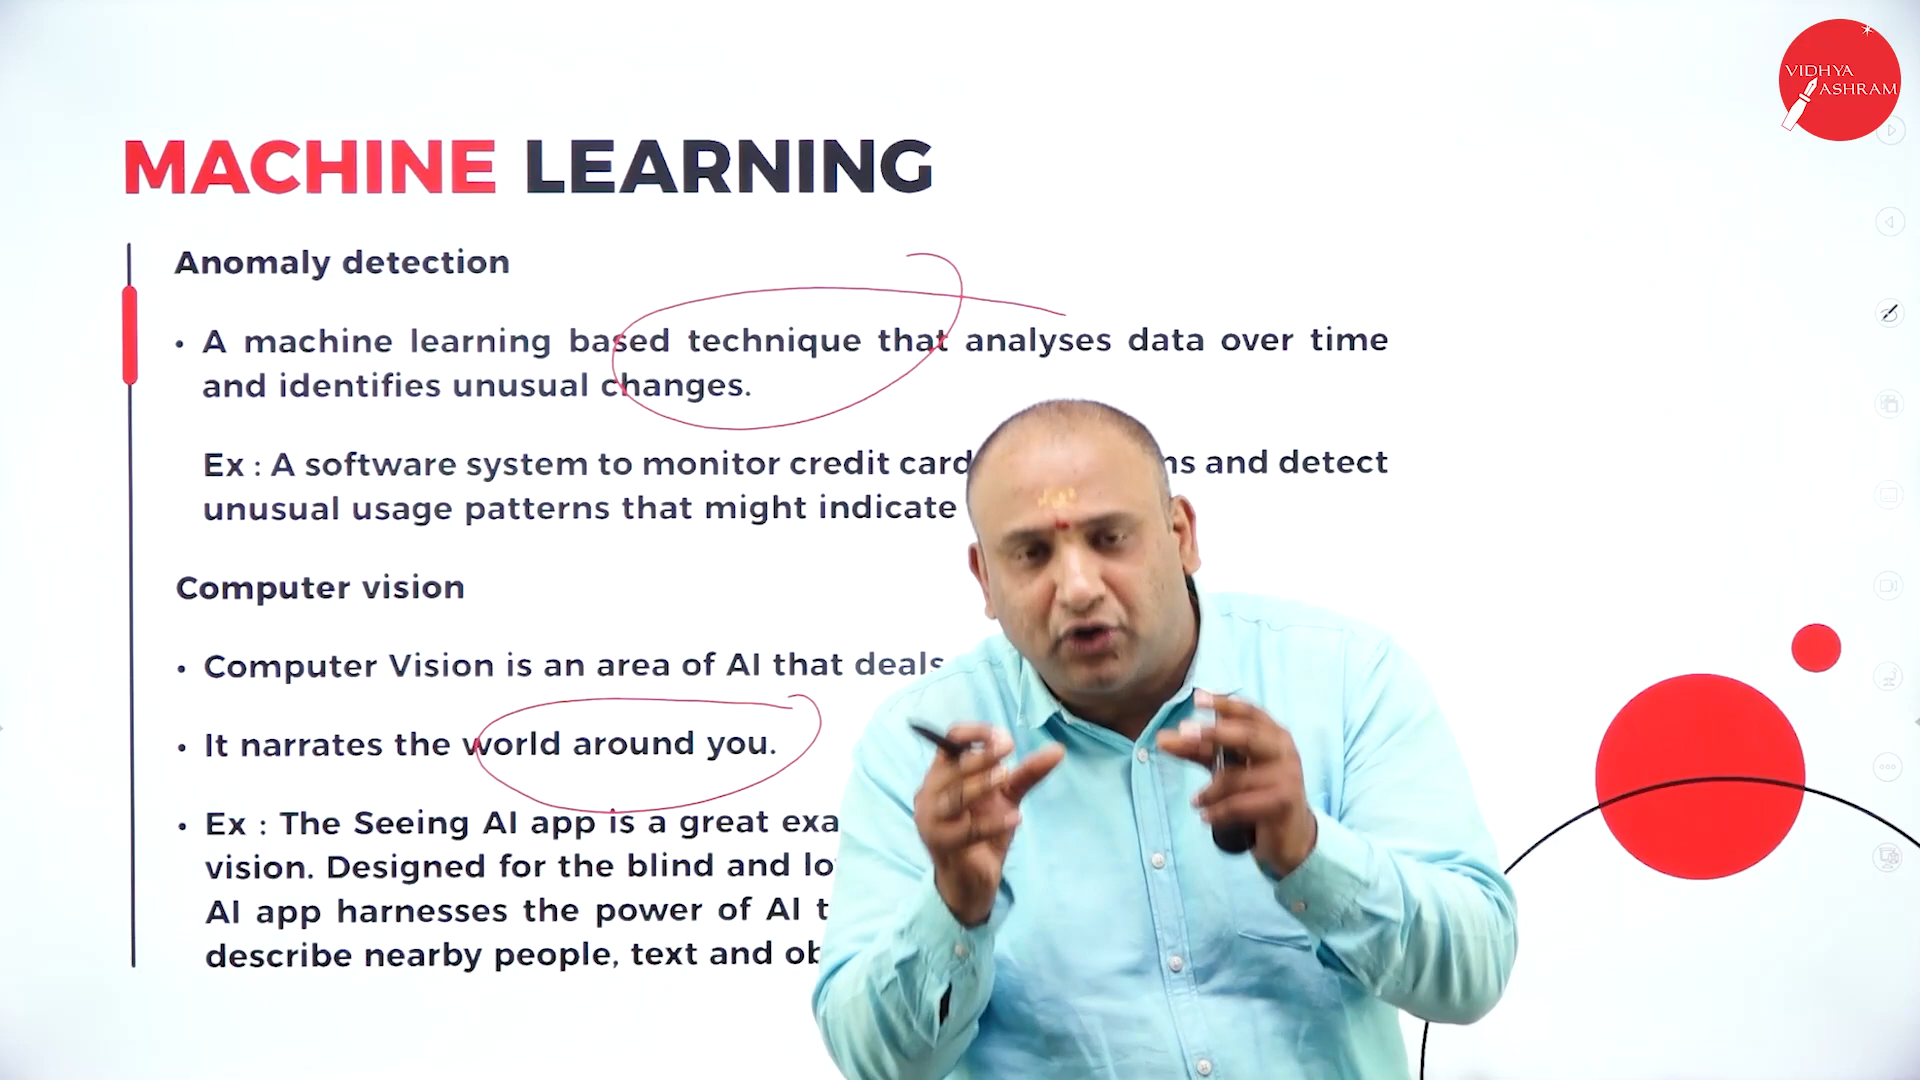 VIDHYA
ASHRAM
MACHINE LEARNING
Anomaly detection
• A machine learning based technique that analyses data over time
and identifies unusual changes.
Ex : A software system to monitor credit card and detect
unusual usage patterns that might indicate
Computer vision
• Computer Vision is an area of AI that deals
• It narrates the world around you.
• Ex : The Seeing AI app is a great
vision. Designed for the blind and
AI app harnesses the power of AI
describe nearby people, text and